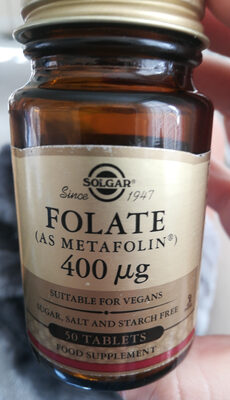 SOLGAR®
Since 1947
FOLATE
(AS METAFOLIN®)
400 µg
SUITABLE FOR VEGANS
SUGAR, SALT AND STARCH FREE
50 TABLETS
FOOD SUPPLEMENT